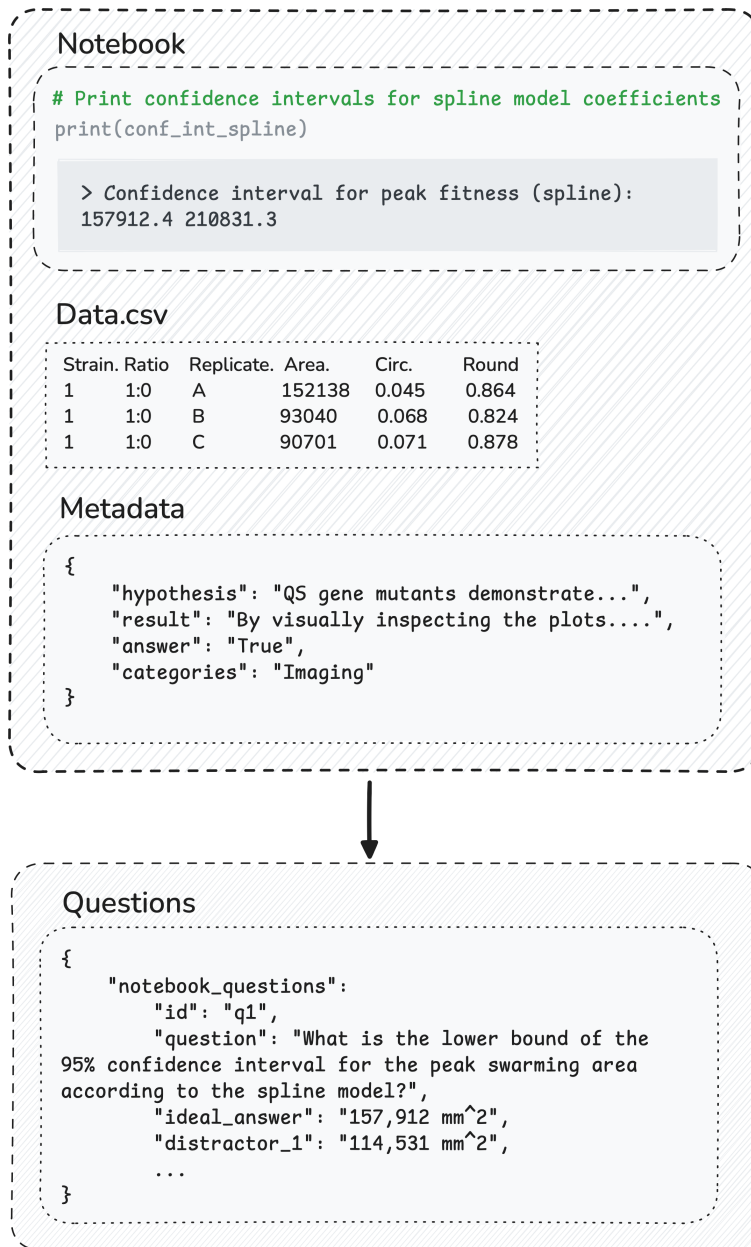 Notebook
# Print confidence intervals for spline model coefficients
print(conf_int_spline)
> Confidence interval for peak fitness (spline):
157912.4 210831.3
Data.csv
Strain. Ratio Replicate. Area. Circ. Round
1 1:0 A 152138 0.045 0.864
1 1:0 B 93040 0.068 0.824
1 1:0 C 90701 0.071 0.878
Metadata
{
"hypothesis": "QS gene mutants demonstrate...",
"result": "By visually inspecting the plots....",
"answer": "True",
"categories": "Imaging"
}
Questions
{
"notebook_questions":
"id": "q1",
"question": "What is the lower bound of the
95% confidence interval for the peak swarming area
according to the spline model?",
"ideal_answer": "157,912 mm^2",
"distractor_1": "114,531 mm^2",
...
}